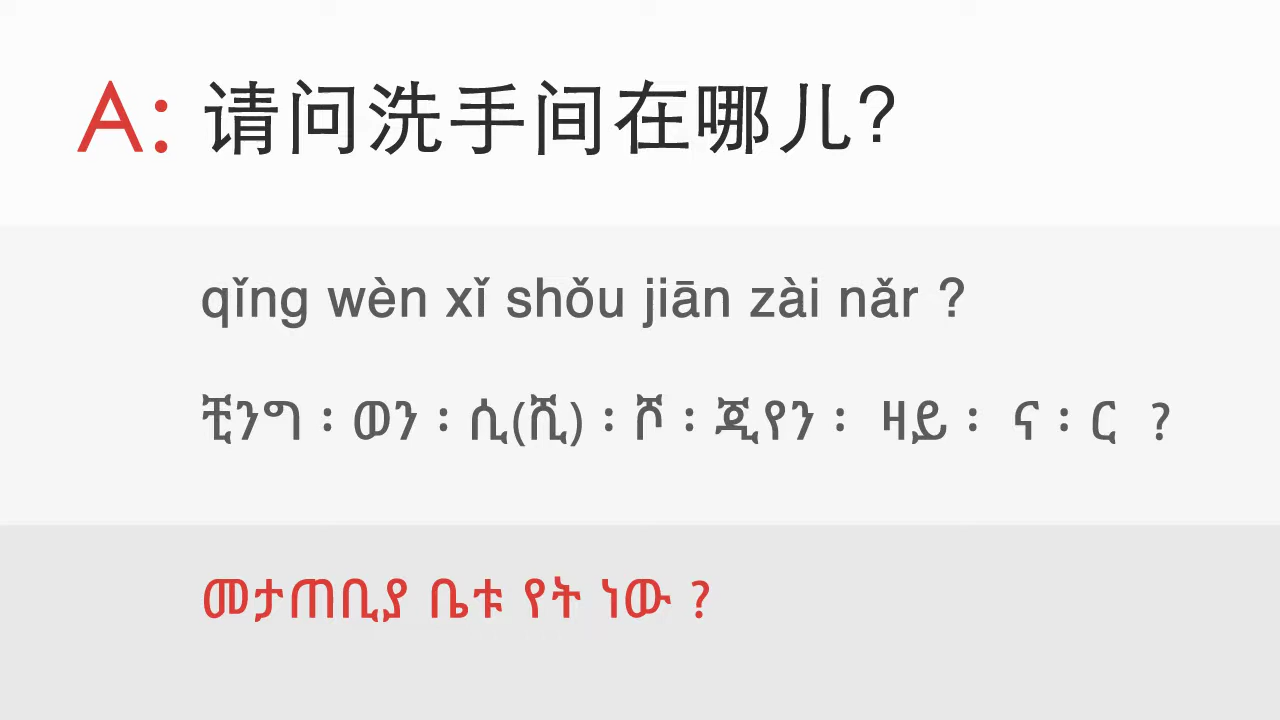 A: 请问洗手间在哪儿?
qǐng wèn xǐ shǒu jiān zài nǎr ?
ቺንግ ፡ ወን ፡ ሲ(ሺ) ፡ ሾ ፡ ጂየን ፡ ዛይ ፡ ና ፡ ር ?
መታጠቢያ ቤቱ የት ነው ?